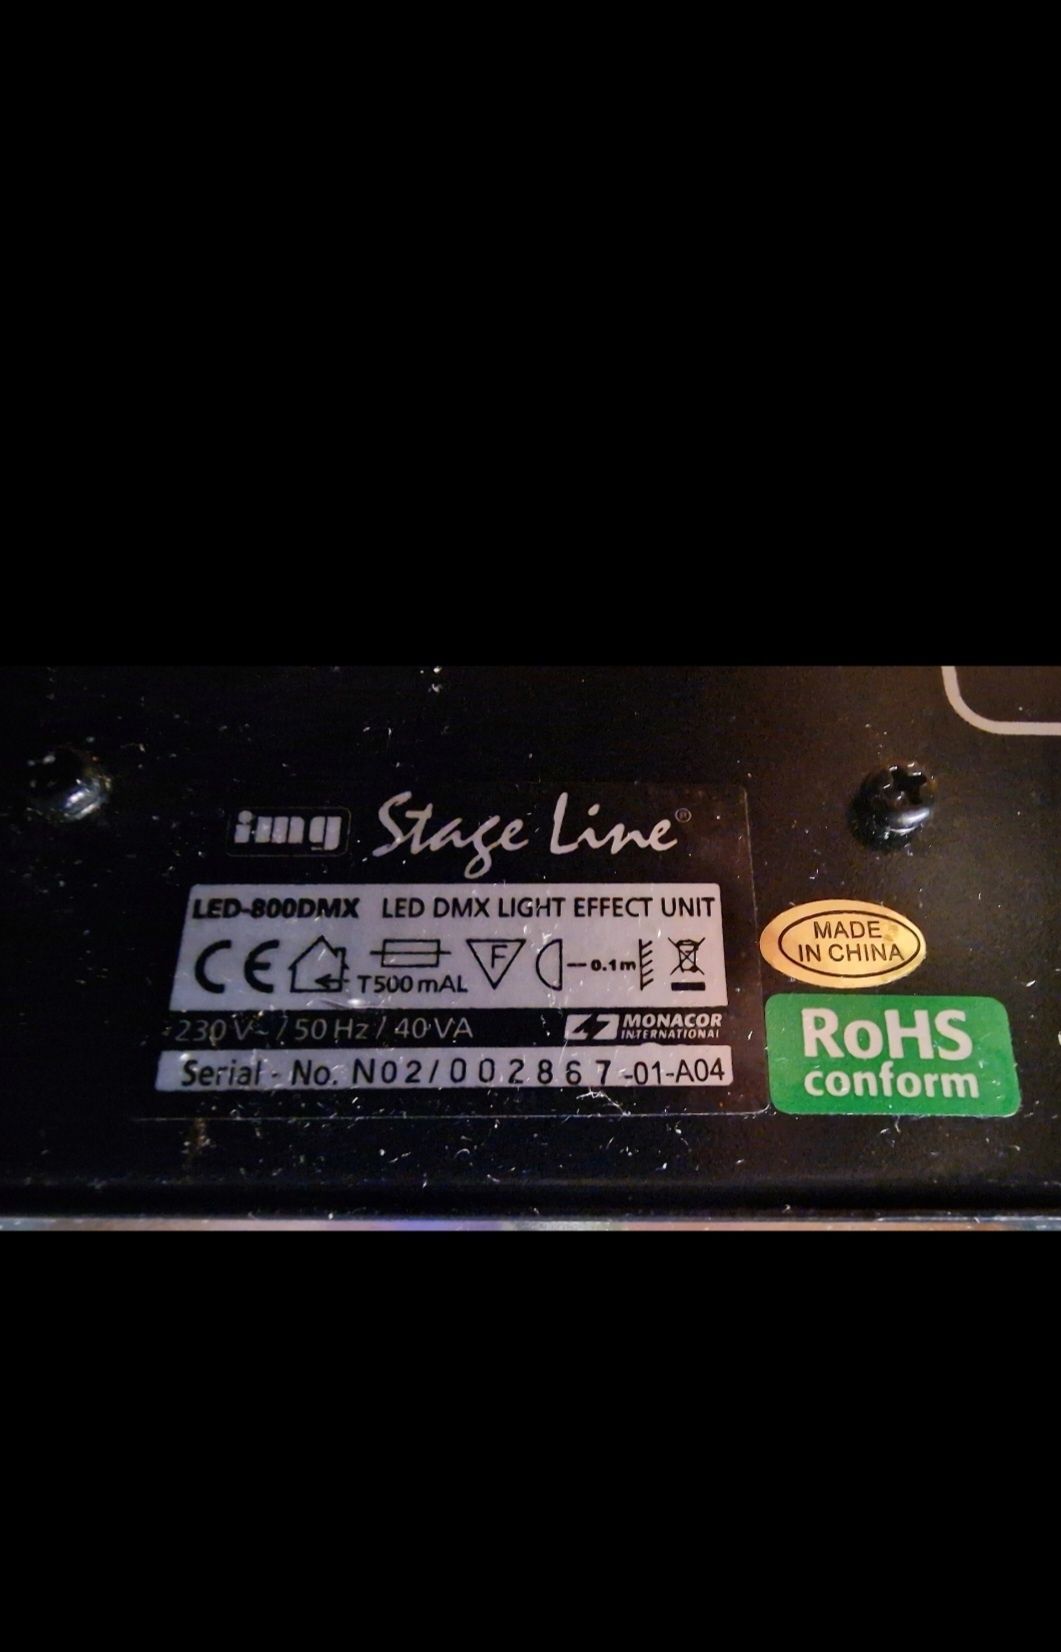 img Stage Line®
LED-800DMX LED DMX LIGHT EFFECT UNIT
CE T500mAL F 0.1m
230 V~ / 50 Hz / 40 VA MONACOR
INTERNATIONAL
Serial - No. N02/002867-01-A04
MADE
IN CHINA
RoHS
conform